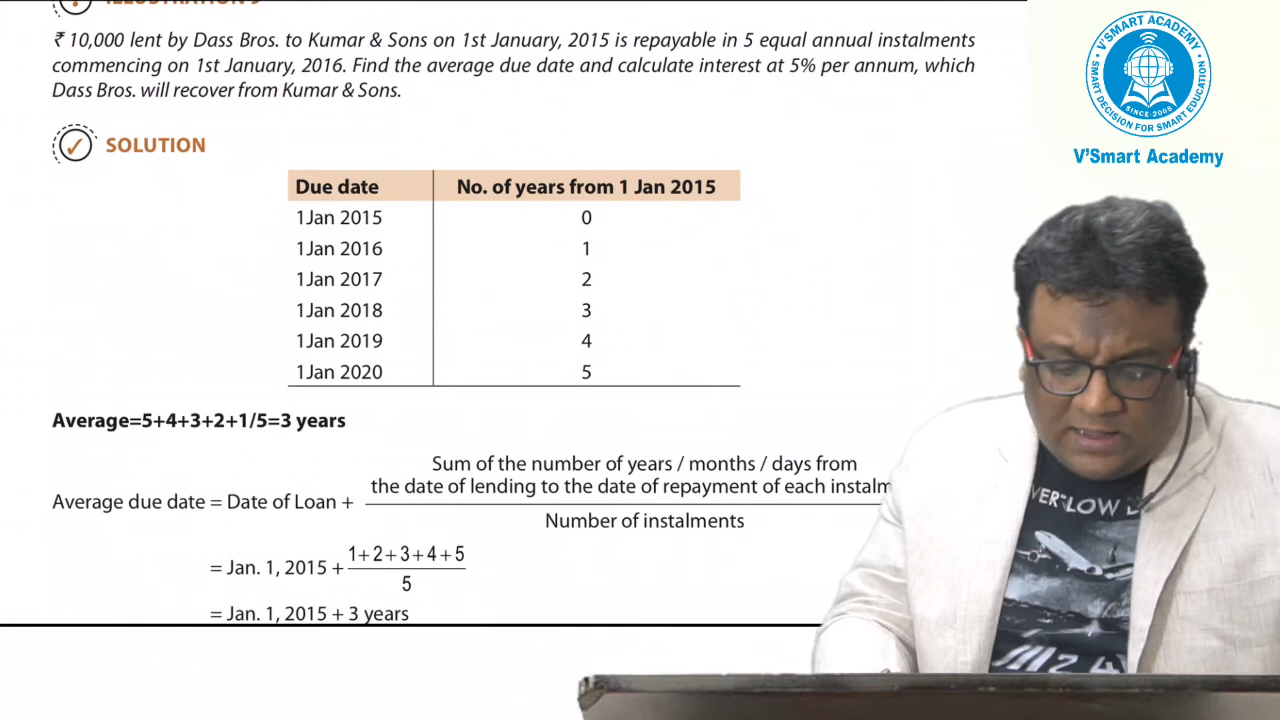 ILLUSTRATION 9
₹ 10,000 lent by Dass Bros. to Kumar & Sons on 1st January, 2015 is repayable in 5 equal annual instalments
commencing on 1st January, 2016. Find the average due date and calculate interest at 5% per annum, which
Dass Bros. will recover from Kumar & Sons.
SOLUTION
Due date No. of years from 1 Jan 2015
1Jan 2015 0
1Jan 2016 1
1Jan 2017 2
1Jan 2018 3
1Jan 2019 4
1Jan 2020 5
Average=5+4+3+2+1/5=3 years
Sum of the number of years / months / days from
the date of lending to the date of repayment of each instalm
Average due date = Date of Loan +
Number of instalments
= Jan. 1, 2015 + 1+2+3+4+5
5
= Jan. 1, 2015 + 3 years
V'SMART ACADEMY
SMART DECISION FOR SMART EDUCATION
SINCE-2005
V'Smart Academy